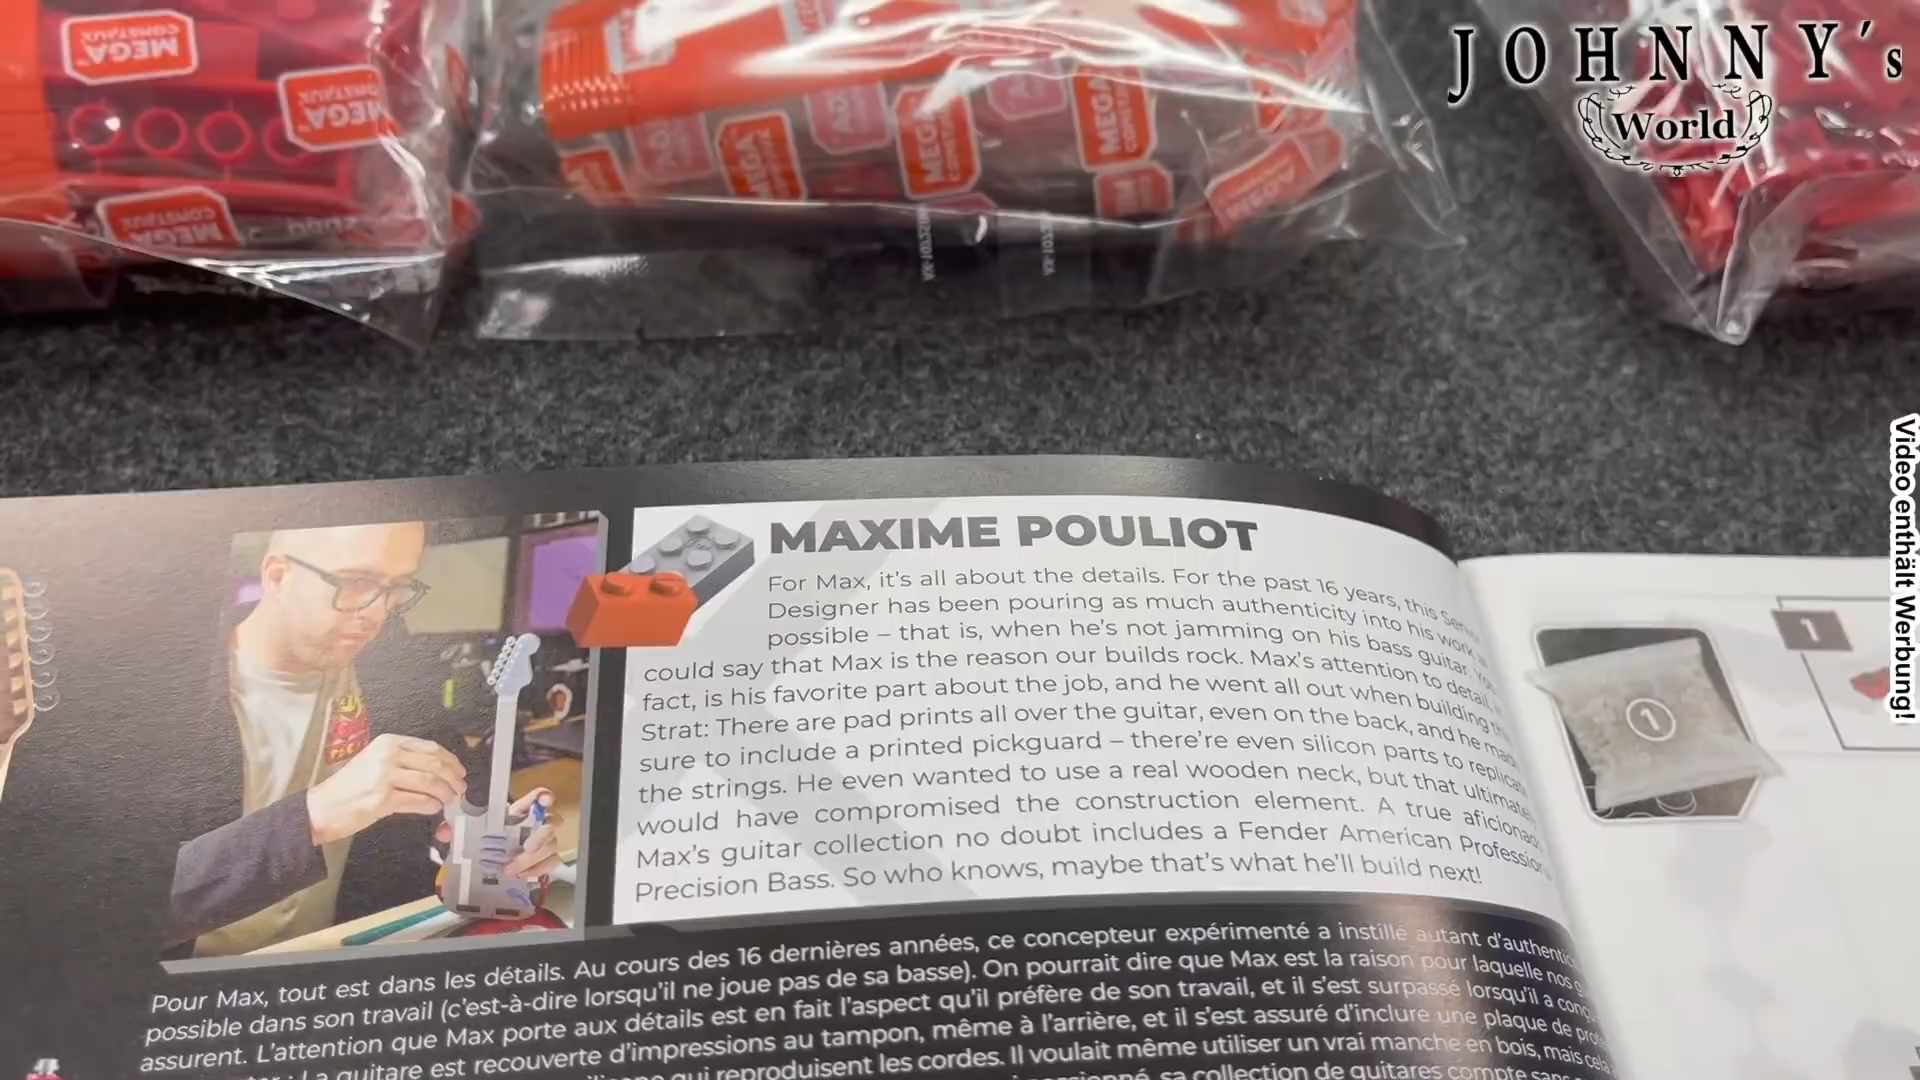 JOHNNY´s
World
MEGA
CONSTRUX
MEGA
MEGA
MEGA
MEGA
MEGA
Video enthält Werbung!
MAXIME POULIOT
For Max, it's all about the details. For the past 16 years, this
Designer has been pouring as much authenticity into his work
possible – that is, when he's not jamming on his bass guitar. You
could say that Max is the reason our builds rock. Max's attention to detail,
fact, is his favorite part about the job, and he went all out when building
Strat: There are pad prints all over the guitar, even on the back, and he
sure to include a printed pickguard – there're even silicon parts to
the strings. He even wanted to use a real wooden neck, but that
would have compromised the construction element. A true
Max's guitar collection no doubt includes a Fender American
Precision Bass. So who knows, maybe that's what he'll build next!
1
1
Pour Max, tout est dans les détails. Au cours des 16 dernières années, ce concepteur expérimenté a instillé autant
possible dans son travail (c'est-à-dire lorsqu'il ne joue pas de sa basse). On pourrait dire que Max est la raison pour laquelle nos
assurent. L'attention que Max porte aux détails est en fait l'aspect qu'il préfère de son travail, et il s'est surpassé lorsqu'il a
La guitare est recouverte d'impressions au tampon, même à l'arrière, et il s'est assuré d'inclure une plaque de
qui reproduisent les cordes. Il voulait même utiliser un vrai manche en bois, mais
sa collection de guitares compte